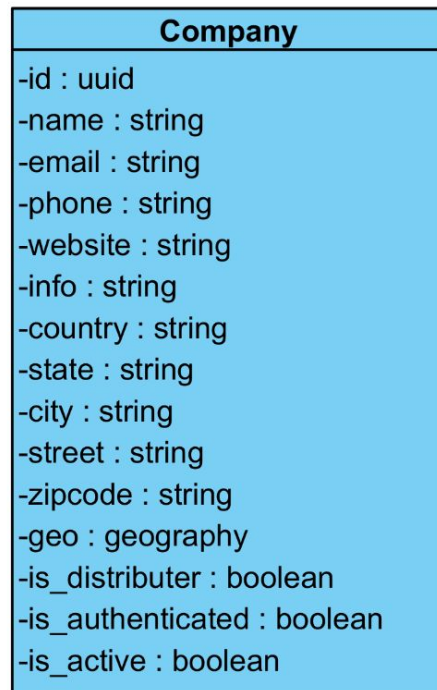 Company
-id : uuid
-name : string
-email : string
-phone : string
-website : string
-info : string
-country : string
-state : string
-city : string
-street : string
-zipcode : string
-geo : geography
-is_distributer : boolean
-is_authenticated : boolean
-is_active : boolean